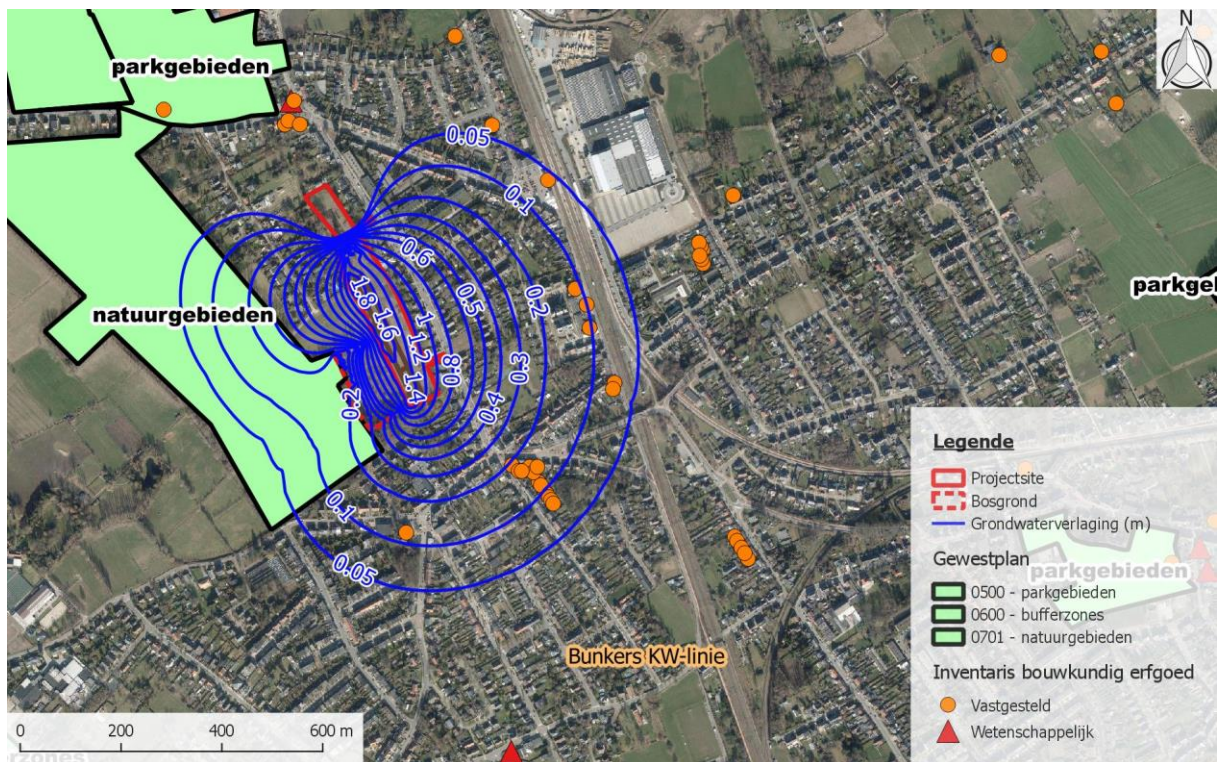 parkgebieden
N
0.05
0.1
0.6
0.5
0.2
natuurgebieden
1.8
1.6
1
1.2
1.4
0.8
0.3
0.4
0.2
0.1
0.05
parkgel
Bunkers KW-linie
Legende
Projectsite
Bosgrond
Grondwaterverlaging (m)
Gewestplan
0500 - parkgebieden
0600 - bufferzones
0701 - natuurgebieden
Inventaris bouwkundig erfgoed
Vastgesteld
Wetenschappelijk
parkgebieden
0 200 400 600 m
erzones